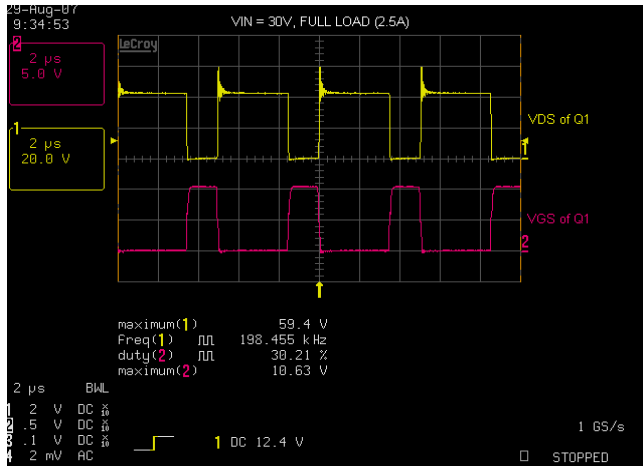 29-Aug-07
9:34:53
VIN = 30V, FULL LOAD (2.5A)
2
2 µs
5.0 V
LeCroy
1
2 µs
20.0 V
VDS of Q1
1
VGS of Q1
2
maximum(1) 59.4 V
Freq(1) 198.455 kHz
duty(2) 30.21 %
maximum(2) 10.63 V
2 µs BWL
1 2 V DC X10
2 .5 V DC X10
3 .1 V DC X10
4 2 mV AC
1 DC 12.4 V
1 GS/s
STOPPED